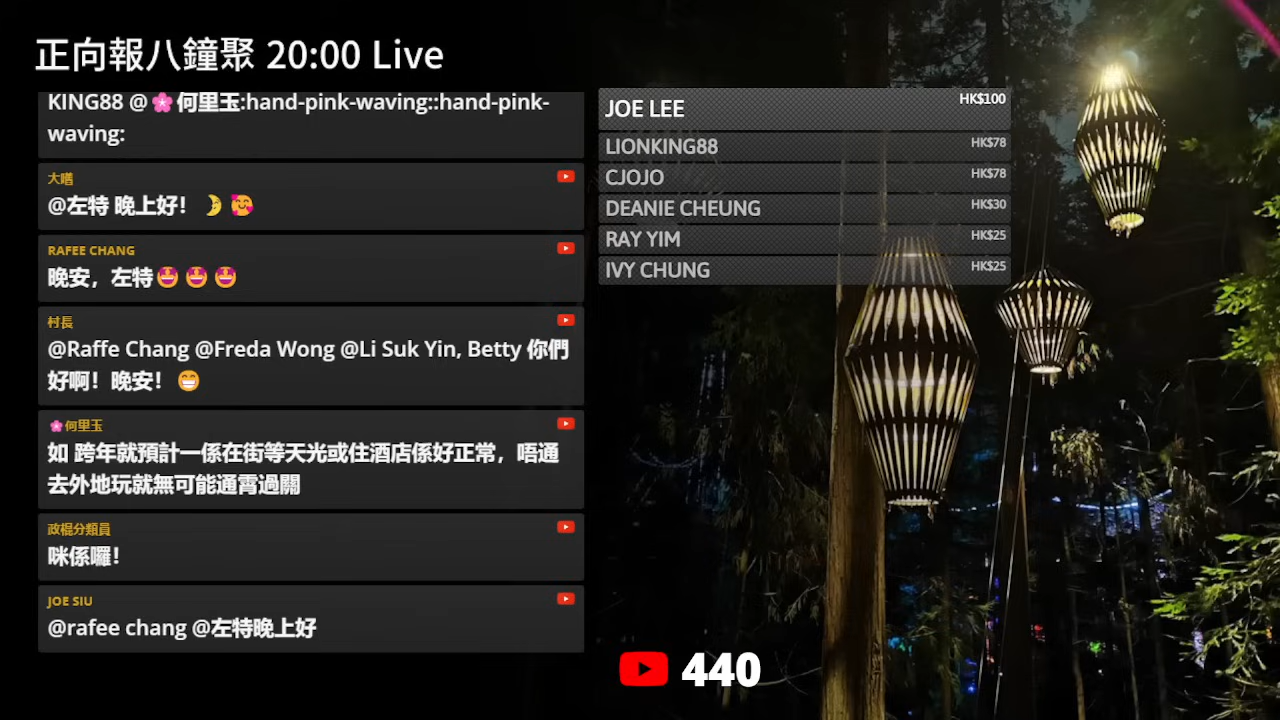 正向報八鐘聚 20:00 Live
KING88 @🌸何里玉:hand-pink-waving::hand-pink-
waving:
大噆
@左特 晚上好！🌛🥰
RAFEE CHANG
晚安，左特🤩🤩🤩
村長
@Raffe Chang @Freda Wong @Li Suk Yin, Betty 你們
好啊！晚安！😁
🌸何里玉
如 跨年就預計一係在街等天光或住酒店係好正常，唔通
去外地玩就無可能通霄過關
政棍分類員
咪係囉！
JOE SIU
@rafee chang @左特晚上好
JOE LEE HK$100
LIONKING88 HK$78
CJOJO HK$78
DEANIE CHEUNG HK$30
RAY YIM HK$25
IVY CHUNG HK$25
440